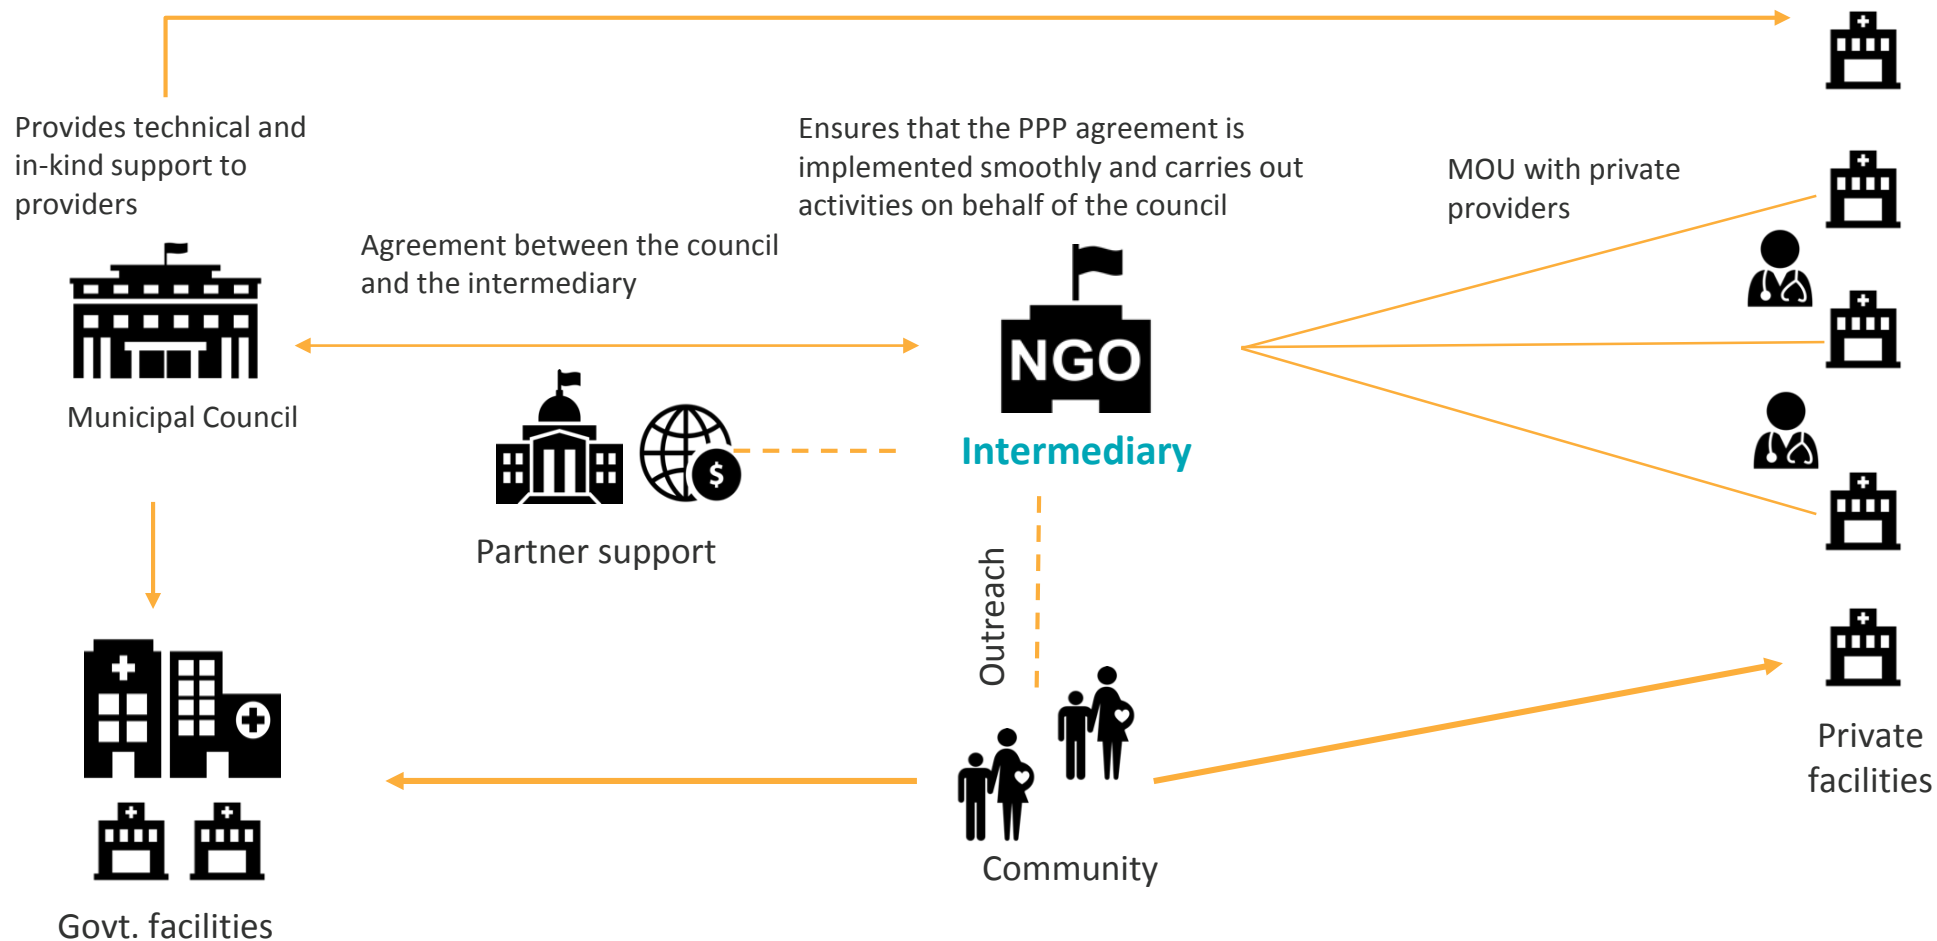 Provides technical and
in-kind support to
providers
Ensures that the PPP agreement is
implemented smoothly and carries out
activities on behalf of the council
MOU with private
providers
Agreement between the council
and the intermediary
NGO
Municipal Council
Intermediary
$
Partner support
Outreach
Private
facilities
Community
Govt. facilities